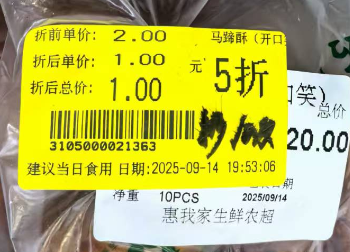 折前单价: 2.00 马蹄酥 (开口
折后单价: 1.00
折后总价: 1.00 元 5折
3105000021363
建议当日食用 日期:2025-09-14 19:53:06
口笑)
总价
20.00
净重 10PCS 2025/09/14
惠我家生鲜农超